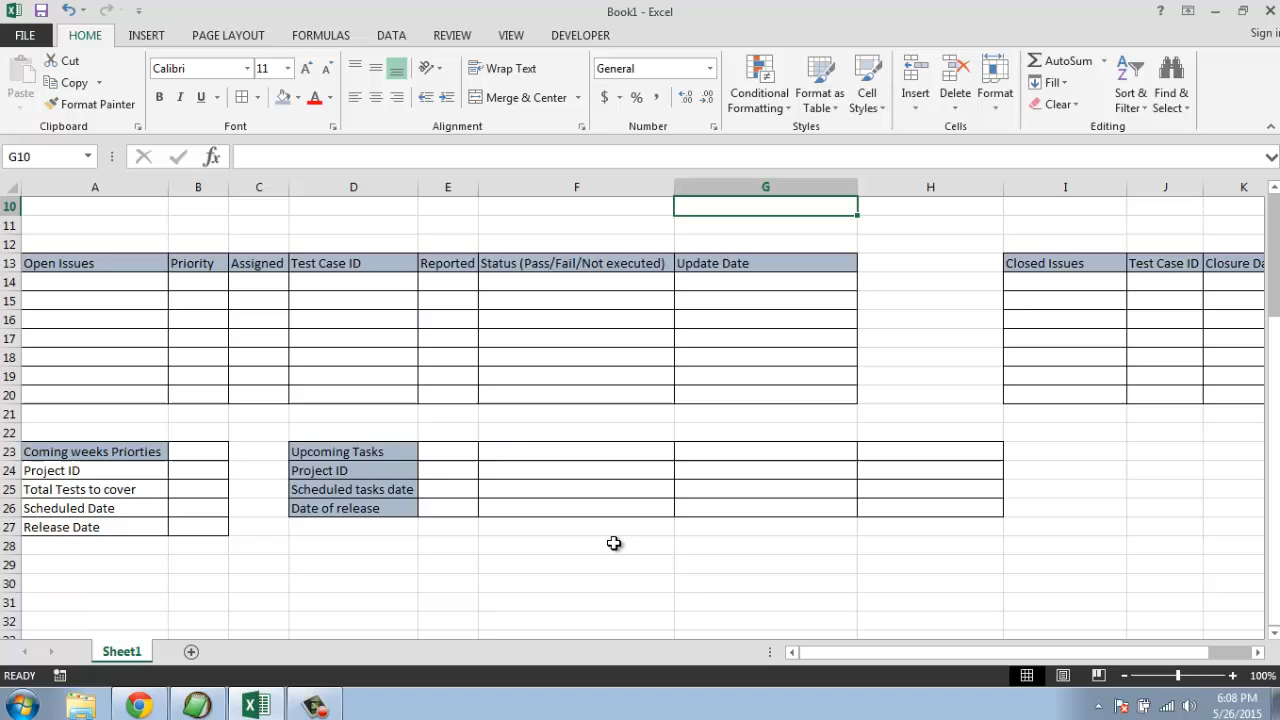 Book1 - Excel
? Sign in
FILE HOME INSERT PAGE LAYOUT FORMULAS DATA REVIEW VIEW DEVELOPER
Paste Cut Copy Format Painter Clipboard
Calibri 11 B I U A Font
Wrap Text Merge & Center Alignment
General $ % , Number
Conditional Formatting Format as Table Cell Styles Styles
Insert Delete Format Cells
AutoSum Fill Clear Sort & Filter Find & Select Editing
G10 fx
A B C D E F G H I J K
10
11
12
13 Open Issues Priority Assigned Test Case ID Reported Status (Pass/Fail/Not executed) Update Date Closed Issues Test Case ID Closure Da
14
15
16
17
18
19
20
21
22
23 Coming weeks Priorties Upcoming Tasks
24 Project ID Project ID
25 Total Tests to cover Scheduled tasks date
26 Scheduled Date Date of release
27 Release Date
28
29
30
31
32
Sheet1
READY 100%
6:08 PM
5/26/2015